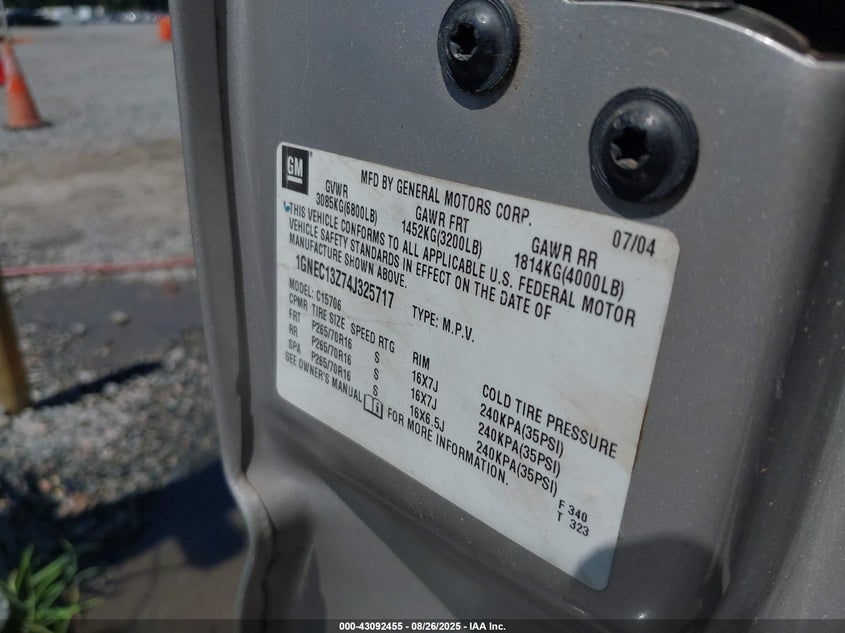 GM
MFD BY GENERAL MOTORS CORP.
07/04
GVWR
GAWR FRT
GAWR RR
3085KG(6800LB)
1452KG(3200LB)
1814KG(4000LB)
THIS VEHICLE CONFORMS TO ALL APPLICABLE U.S. FEDERAL MOTOR
VEHICLE SAFETY STANDARDS IN EFFECT ON THE DATE OF
MANUFACTURE SHOWN ABOVE.
1GNEC13Z74J325717
TYPE: M.P.V.
MODEL: C15706
CPMR TIRE SIZE SPEED RTG RIM COLD TIRE PRESSURE
FRT P265/70R16 S 16X7J 240KPA(35PSI)
RR P265/70R16 S 16X7J 240KPA(35PSI)
SPA P265/70R16 S 16X6.5J 240KPA(35PSI)
SEE OWNER'S MANUAL FOR MORE INFORMATION.
F 340
T 323
000-43092455 - 08/26/2025 - IAA Inc.